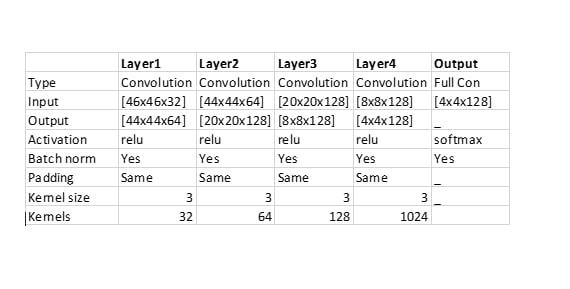 Layer1 Layer2 Layer3 Layer4 Output
Type Convolution Convolution Convolution Convolution Full Con
Input [46x46x32] [44x44x64] [20x20x128] [8x8x128] [4x4x128]
Output [44x44x64] [20x20x128] [8x8x128] [4x4x128] _
Activation relu relu relu relu softmax
Batch norm Yes Yes Yes Yes Yes
Padding Same Same Same Same _
Kernel size 3 3 3 3 _
Kernels 32 64 128 1024